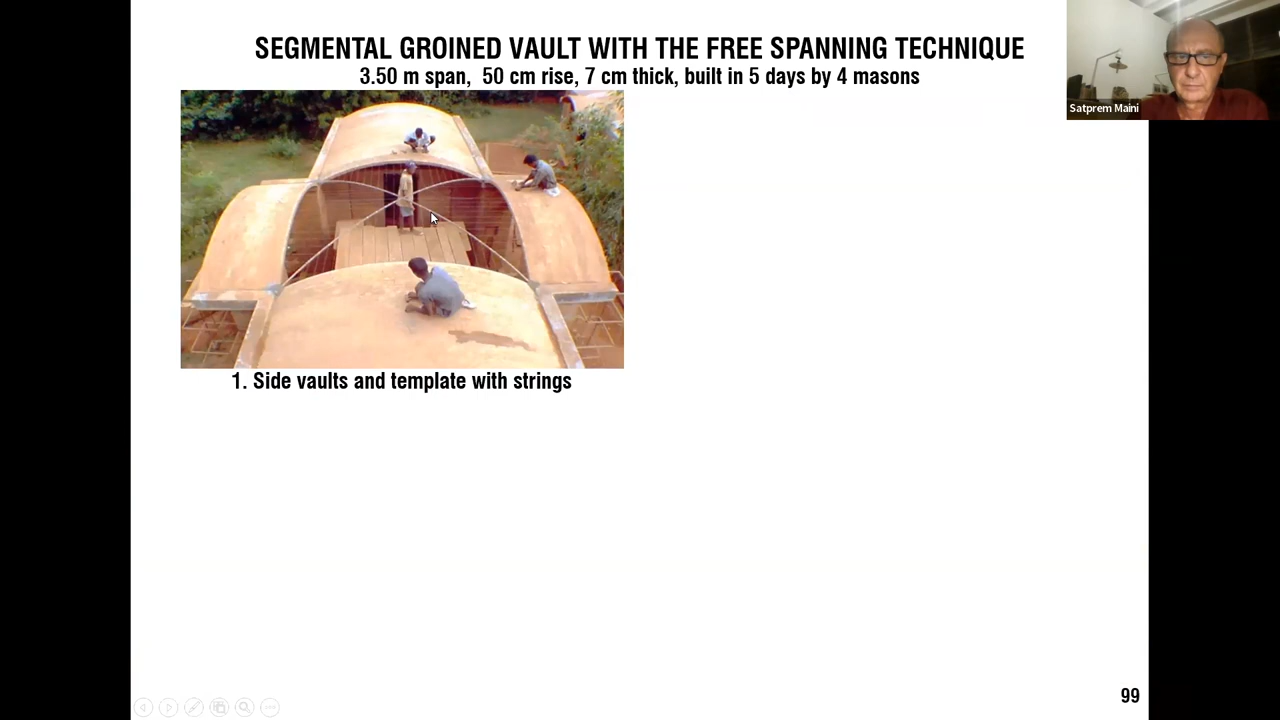 SEGMENTAL GROINED VAULT WITH THE FREE SPANNING TECHNIQUE
3.50 m span, 50 cm rise, 7 cm thick, built in 5 days by 4 masons
Satprem Maini
1. Side vaults and template with strings
99